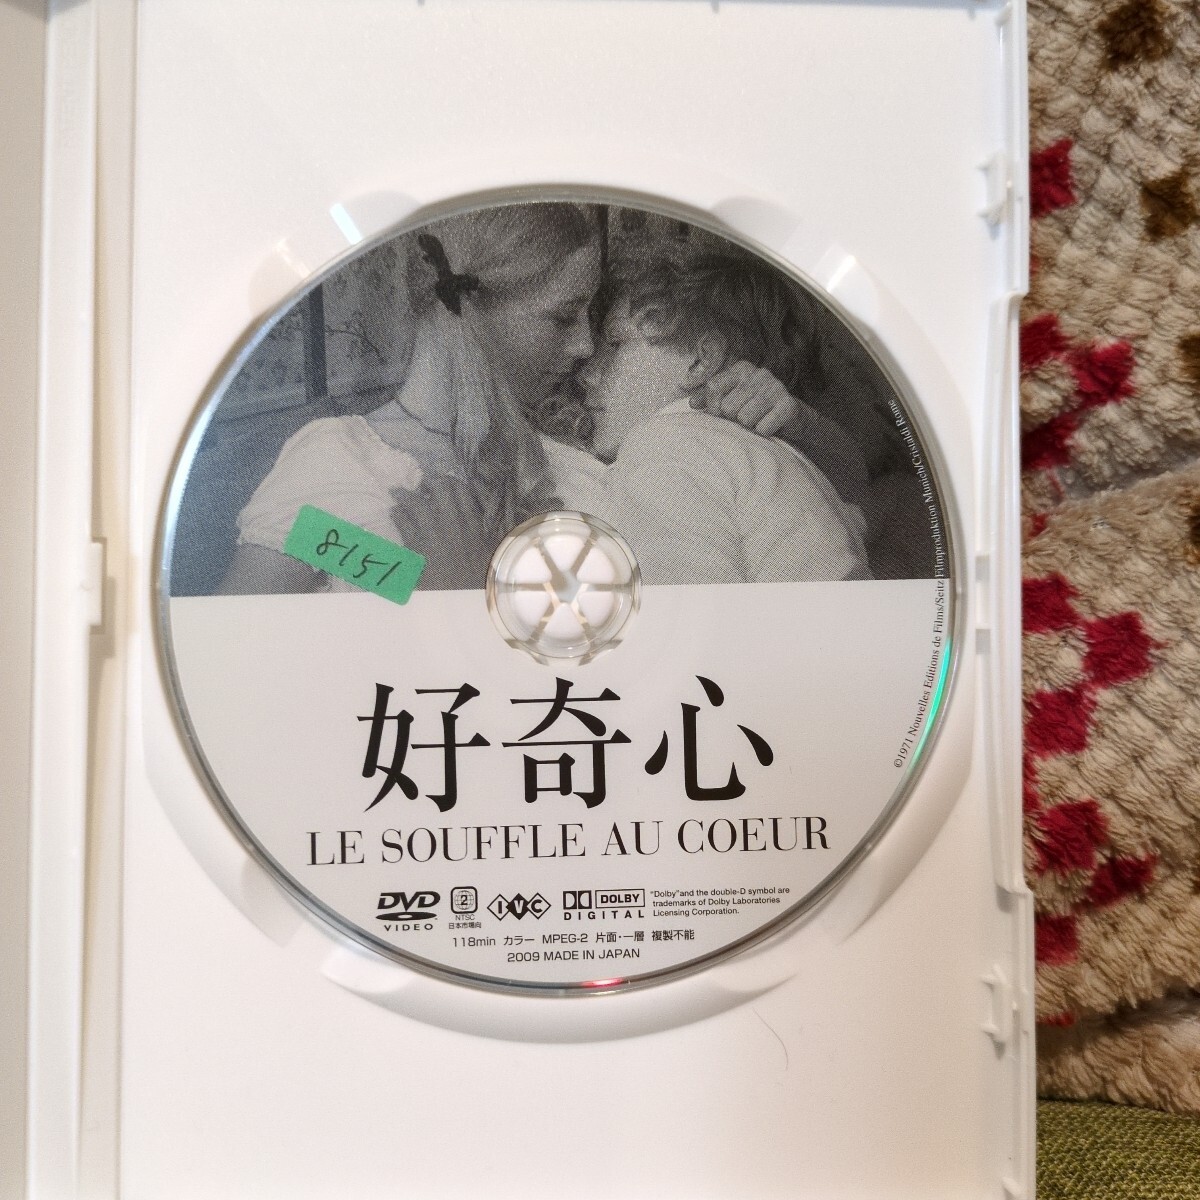 8151
好奇心
LE SOUFFLE AU COEUR
DVD VIDEO
2
NTSC
日本市場向
IVC
DOLBY DIGITAL
"Dolby"and the double-D symbol are
trademarks of Dolby Laboratories
Licensing Corporation.
118min カラー MPEG-2 片面・一層 複製不能
2009 MADE IN JAPAN
©1971 Nouvelles Editions de Films/Seitz Filmproduktion Munich/Cristaldi Rome